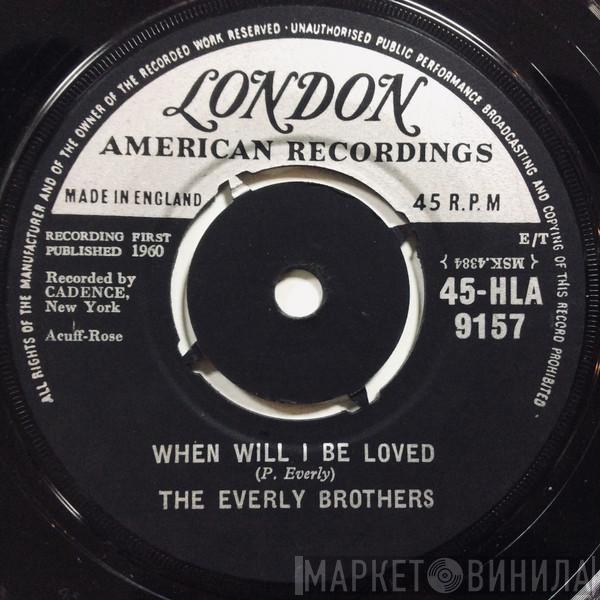 ALL RIGHTS OF THE MANUFACTURER AND OF THE OWNER OF THE RECORDED WORK RESERVED · UNAUTHORISED PUBLIC PERFORMANCE BROADCASTING AND COPYING OF THIS RECORD PROHIBITED
LONDON
AMERICAN RECORDINGS
MADE IN ENGLAND
45 R.P.M
RECORDING FIRST
PUBLISHED 1960
E/T
{ MSK.4384 }
Recorded by
CADENCE,
New York
45-HLA
9157
Acuff-Rose
WHEN WILL I BE LOVED
(P. Everly)
THE EVERLY BROTHERS
МАРКЕТ ВИНИЛА